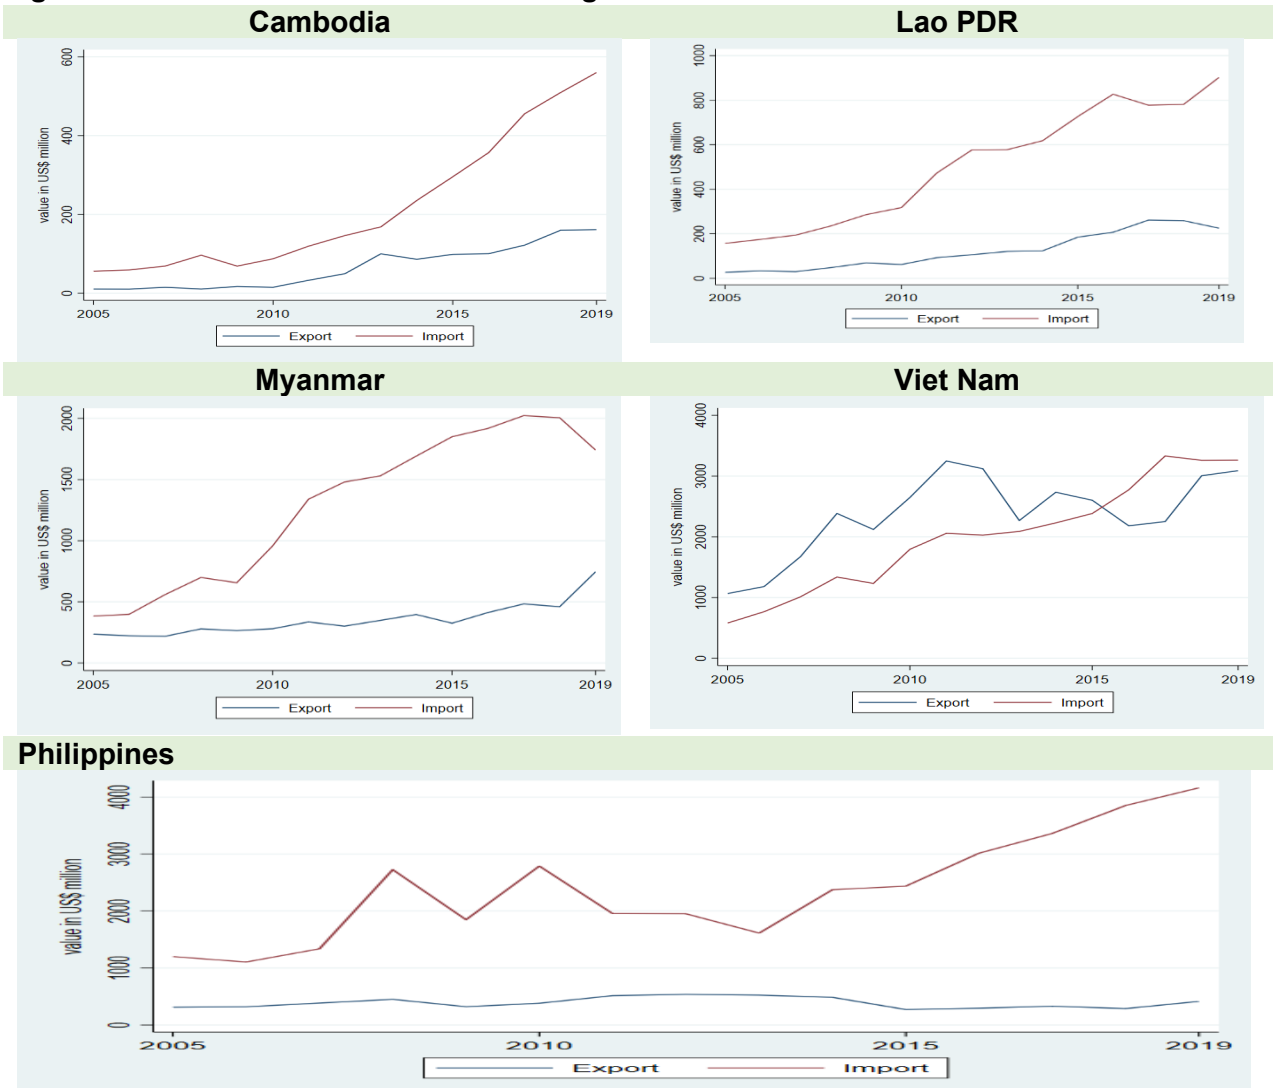 Cambodia
Lao PDR
600
400
200
0
value in US$ million
2005 2010 2015 2019
Export Import
1000
800
600
400
200
0
value in US$ million
2005 2010 2015 2019
Export Import
Myanmar
Viet Nam
2000
1500
1000
500
0
value in US$ million
2005 2010 2015 2019
Export Import
4000
3000
2000
1000
0
value in US$ million
2005 2010 2015 2019
Export Import
Philippines
4000
3000
2000
1000
0
value in US$ million
2005 2010 2015 2019
Export Import